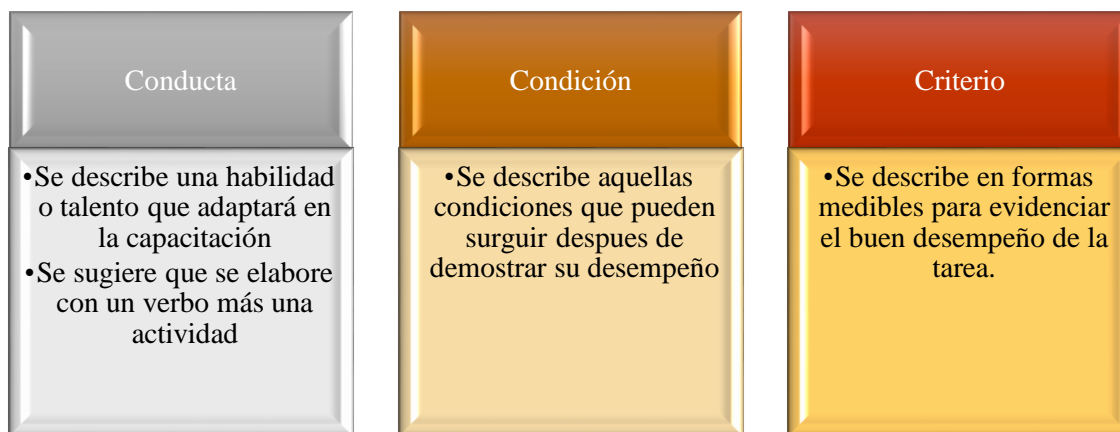 Conducta
•Se describe una habilidad
o talento que adaptará en
la capacitación
•Se sugiere que se elabore
con un verbo más una
actividad
Condición
•Se describe aquellas
condiciones que pueden
surguir despues de
demostrar su desempeño
Criterio
•Se describe en formas
medibles para evidenciar
el buen desempeño de la
tarea.